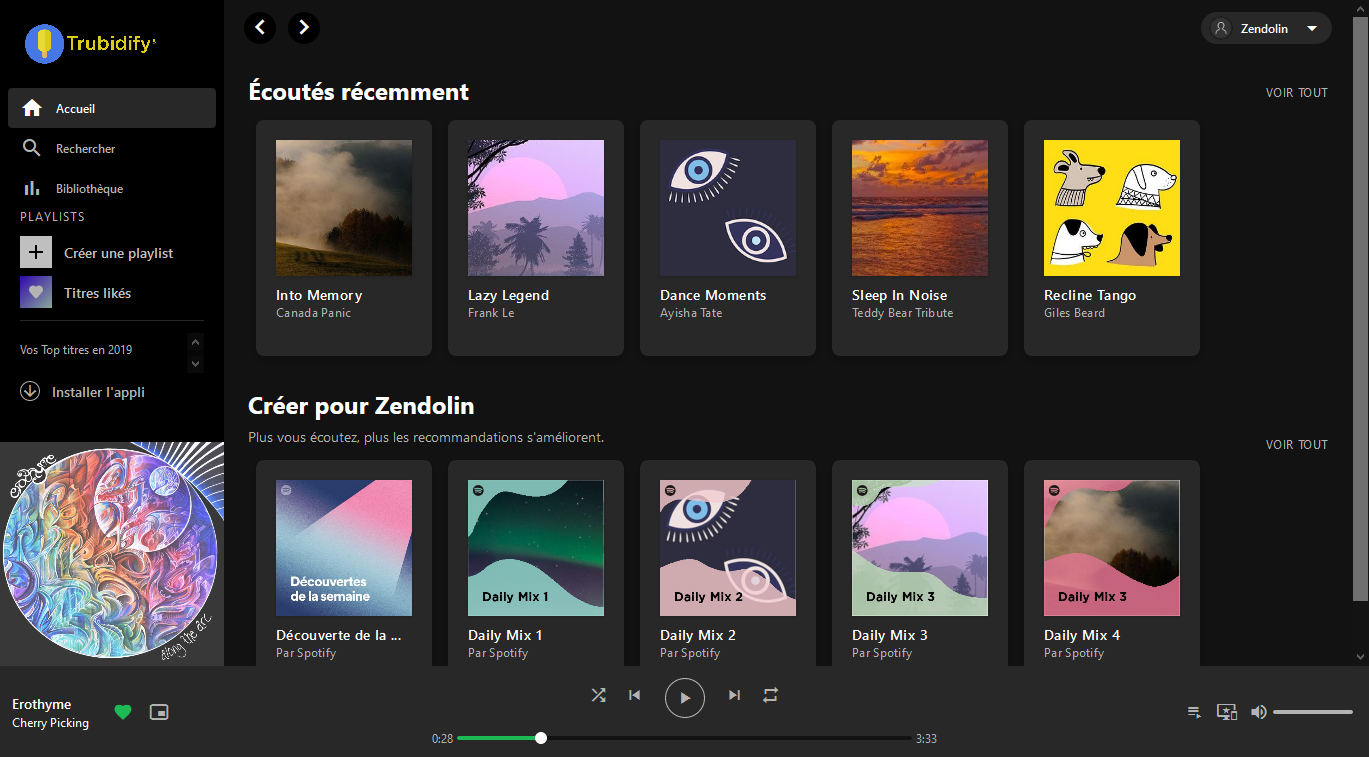 Trubidify
Zendolin
Accueil
Rechercher
Bibliothèque
PLAYLISTS
Créer une playlist
Titres likés
Vos Top titres en 2019
Installer l'appli
Écoutés récemment
VOIR TOUT
Into Memory
Canada Panic
Lazy Legend
Frank Le
Dance Moments
Ayisha Tate
Sleep In Noise
Teddy Bear Tribute
Recline Tango
Giles Beard
Créer pour Zendolin
Plus vous écoutez, plus les recommandations s'améliorent.
VOIR TOUT
Découvertes
de la semaine
Découverte de la ...
Par Spotify
Daily Mix 1
Daily Mix 1
Par Spotify
Daily Mix 2
Daily Mix 2
Par Spotify
Daily Mix 3
Daily Mix 3
Par Spotify
Daily Mix 3
Daily Mix 4
Par Spotify
erothyme
along the arc
Erothyme
Cherry Picking
0:28
3:33